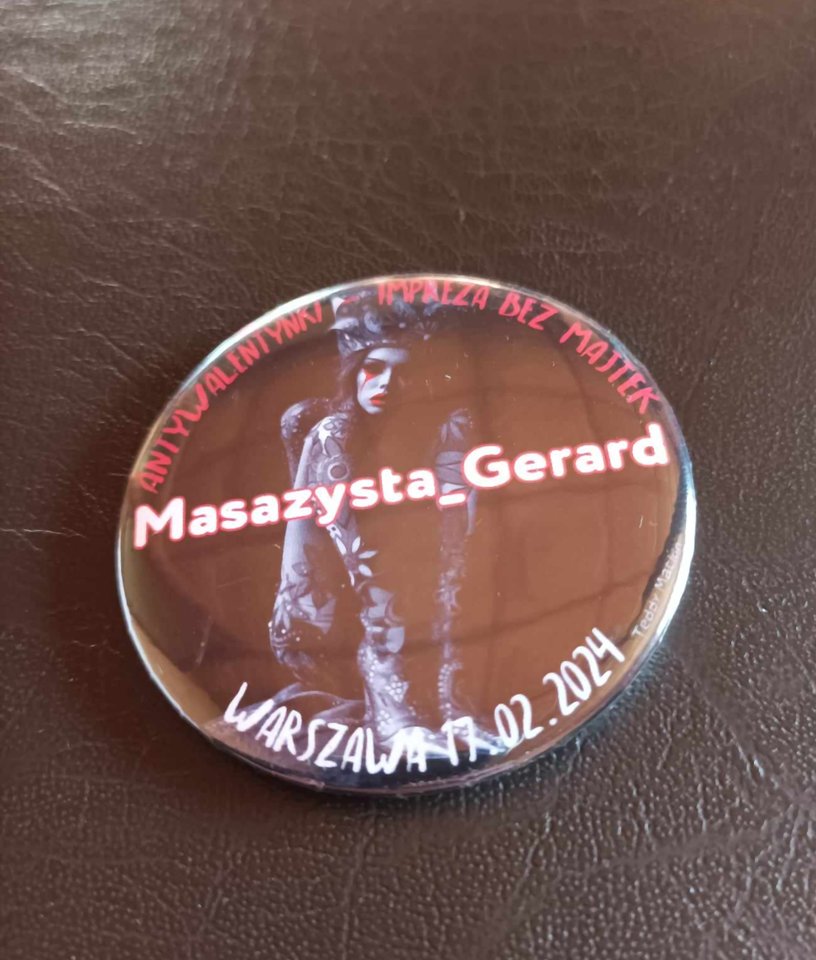 ANTYWALENTYNKI - IMPREZA BEZ MAJTEK
Masazysta_Gerard
WARSZAWA 17.02.2024